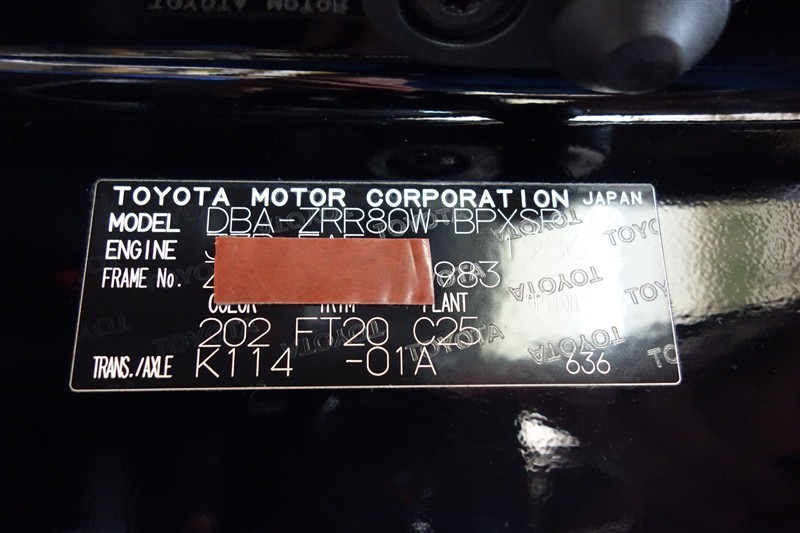 TOYOTA MOTOR CORPORATION JAPAN
MODEL DBA-ZRR80W-BPXSP
ENGINE
FRAME No. 983
COLOR TRIM PLANT OPTION
202 FT20 C25
TRANS./AXLE K114 -01A 636